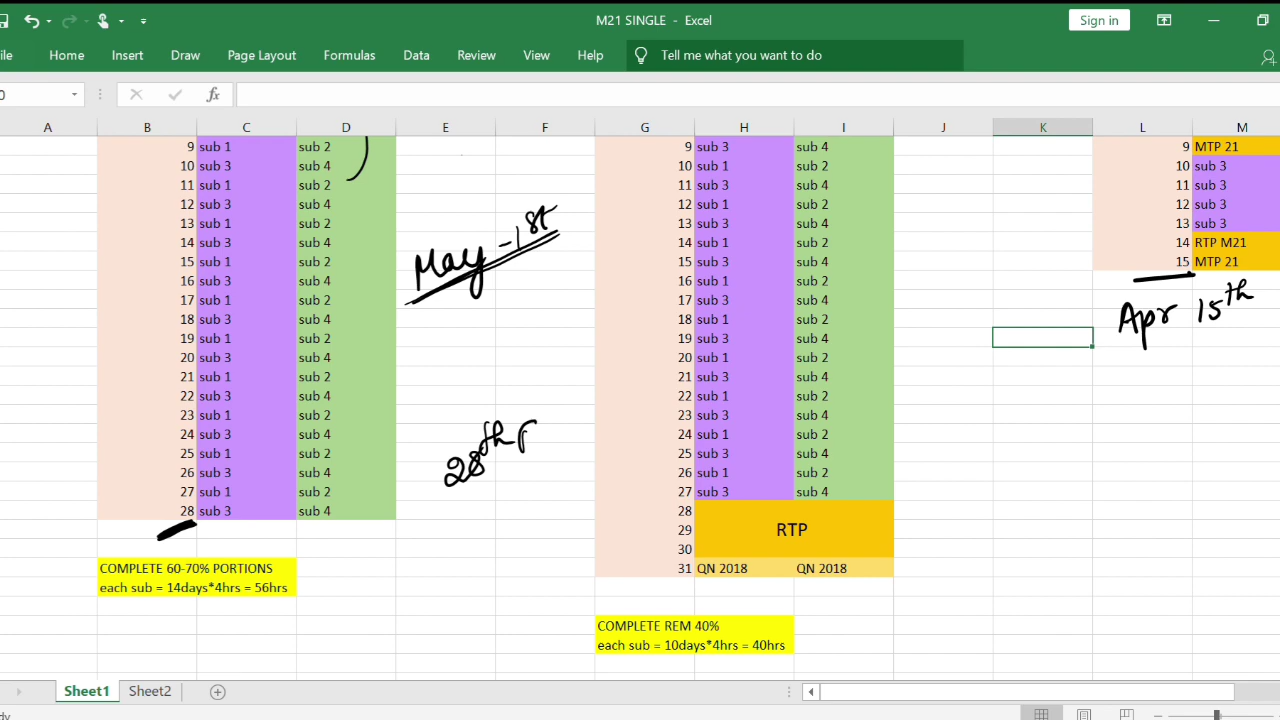 M21 SINGLE - Excel
Sign in
ile Home Insert Draw Page Layout Formulas Data Review View Help Tell me what you want to do
0 fx
A B C D E F G H I J K L M
9 sub 1 sub 2 9 sub 3 sub 4 9 MTP 21
10 sub 3 sub 4 10 sub 1 sub 2 10 sub 3
11 sub 1 sub 2 11 sub 3 sub 4 11 sub 3
12 sub 3 sub 4 12 sub 1 sub 2 12 sub 3
13 sub 1 sub 2 13 sub 3 sub 4 13 sub 3
14 sub 3 sub 4 14 sub 1 sub 2 14 RTP M21
15 sub 1 sub 2 15 sub 3 sub 4 15 MTP 21
May - 1st
Apr 15th
16 sub 3 sub 4 16 sub 1 sub 2
17 sub 1 sub 2 17 sub 3 sub 4
18 sub 3 sub 4 18 sub 1 sub 2
19 sub 1 sub 2 19 sub 3 sub 4
20 sub 3 sub 4 20 sub 1 sub 2
21 sub 1 sub 2 21 sub 3 sub 4
22 sub 3 sub 4 22 sub 1 sub 2
23 sub 1 sub 2 23 sub 3 sub 4
24 sub 3 sub 4 24 sub 1 sub 2
25 sub 1 sub 2 25 sub 3 sub 4
28th
26 sub 3 sub 4 26 sub 1 sub 2
27 sub 1 sub 2 27 sub 3 sub 4
28 sub 3 sub 4 28
29 RTP
30
31 QN 2018 QN 2018
COMPLETE 60-70% PORTIONS
each sub = 14days*4hrs = 56hrs
COMPLETE REM 40%
each sub = 10days*4hrs = 40hrs
Sheet1 Sheet2
dy